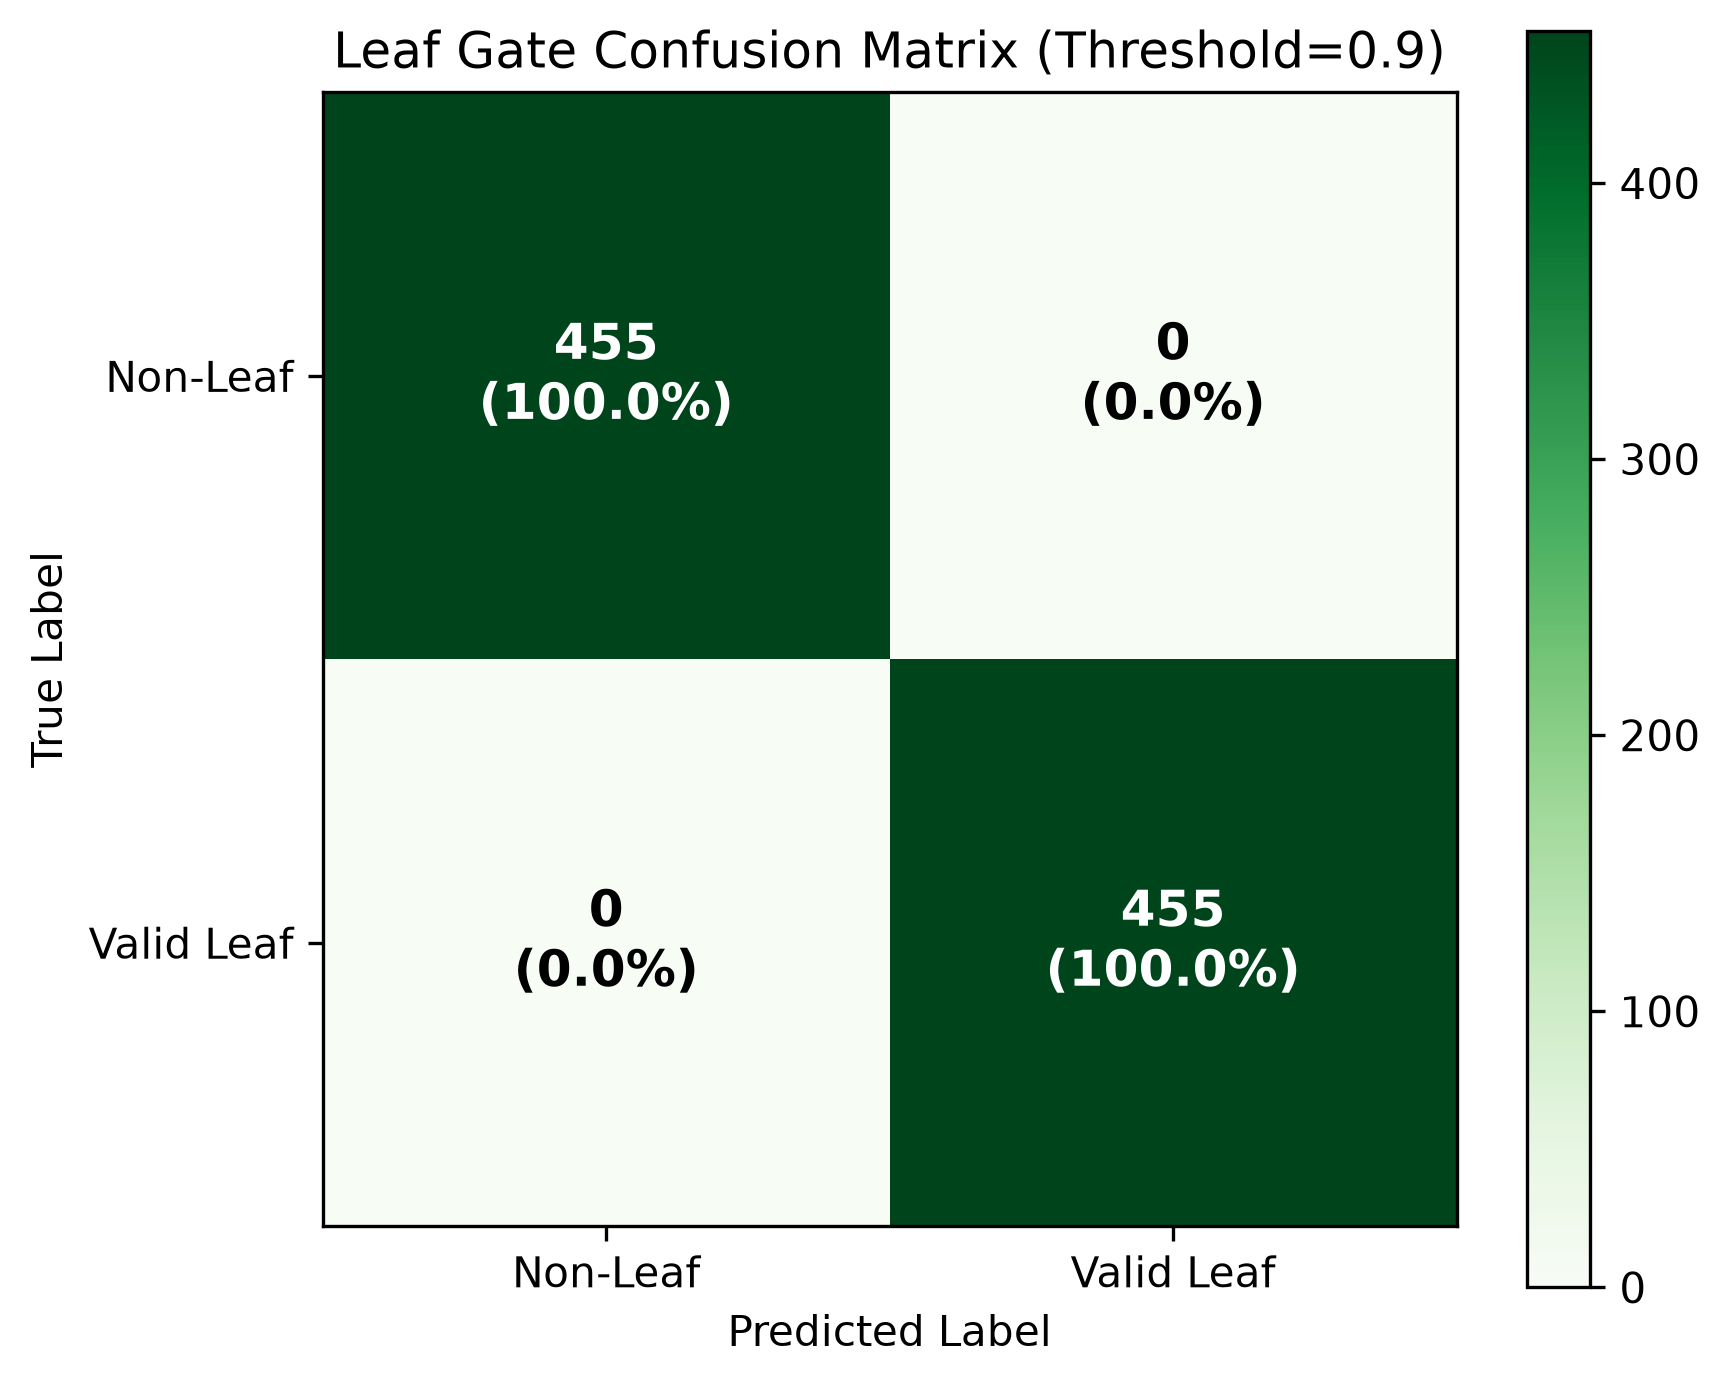 Leaf Gate Confusion Matrix (Threshold=0.9)
True Label
Non-Leaf
455
(100.0%)
0
(0.0%)
Valid Leaf
0
(0.0%)
455
(100.0%)
Non-Leaf
Valid Leaf
Predicted Label
400
300
200
100
0